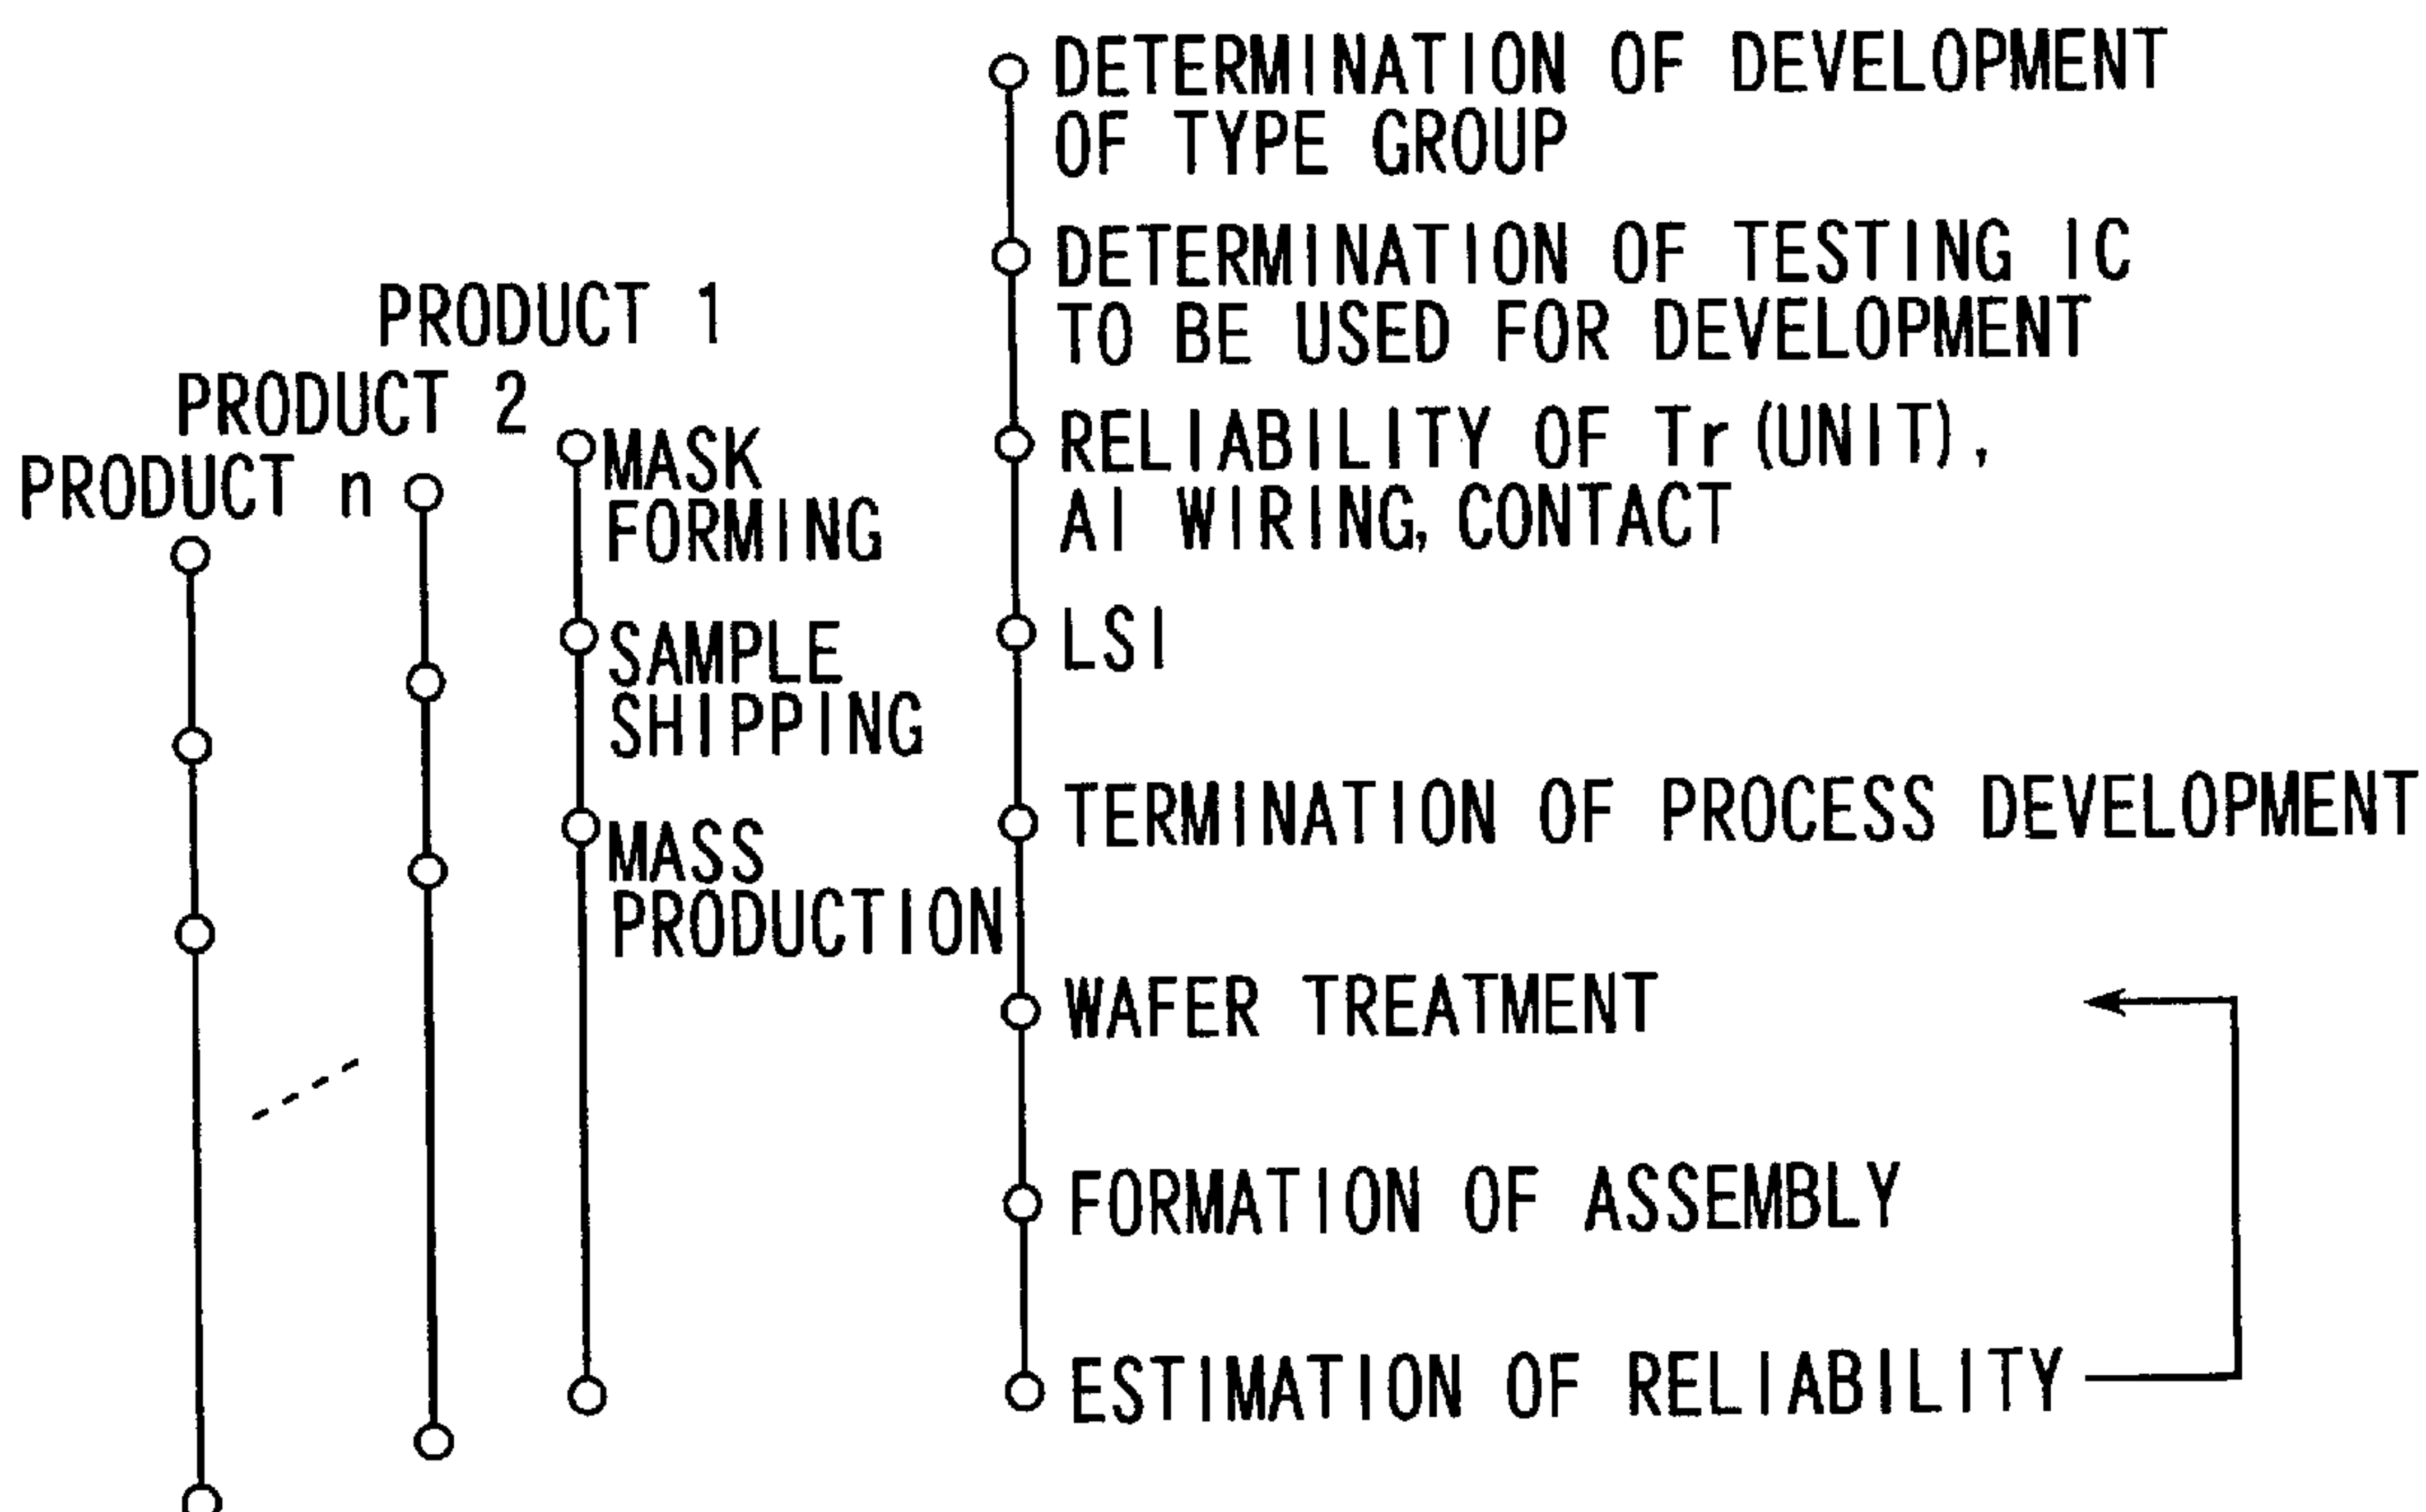 DETERMINATION OF DEVELOPMENT
OF TYPE GROUP
DETERMINATION OF TESTING IC
TO BE USED FOR DEVELOPMENT
RELIABILITY OF Tr (UNIT),
Al WIRING, CONTACT
LSI
TERMINATION OF PROCESS DEVELOPMENT
WAFER TREATMENT
FORMATION OF ASSEMBLY
ESTIMATION OF RELIABILITY
PRODUCT 1
MASK
FORMING
SAMPLE
SHIPPING
MASS
PRODUCTION
PRODUCT 2
PRODUCT n